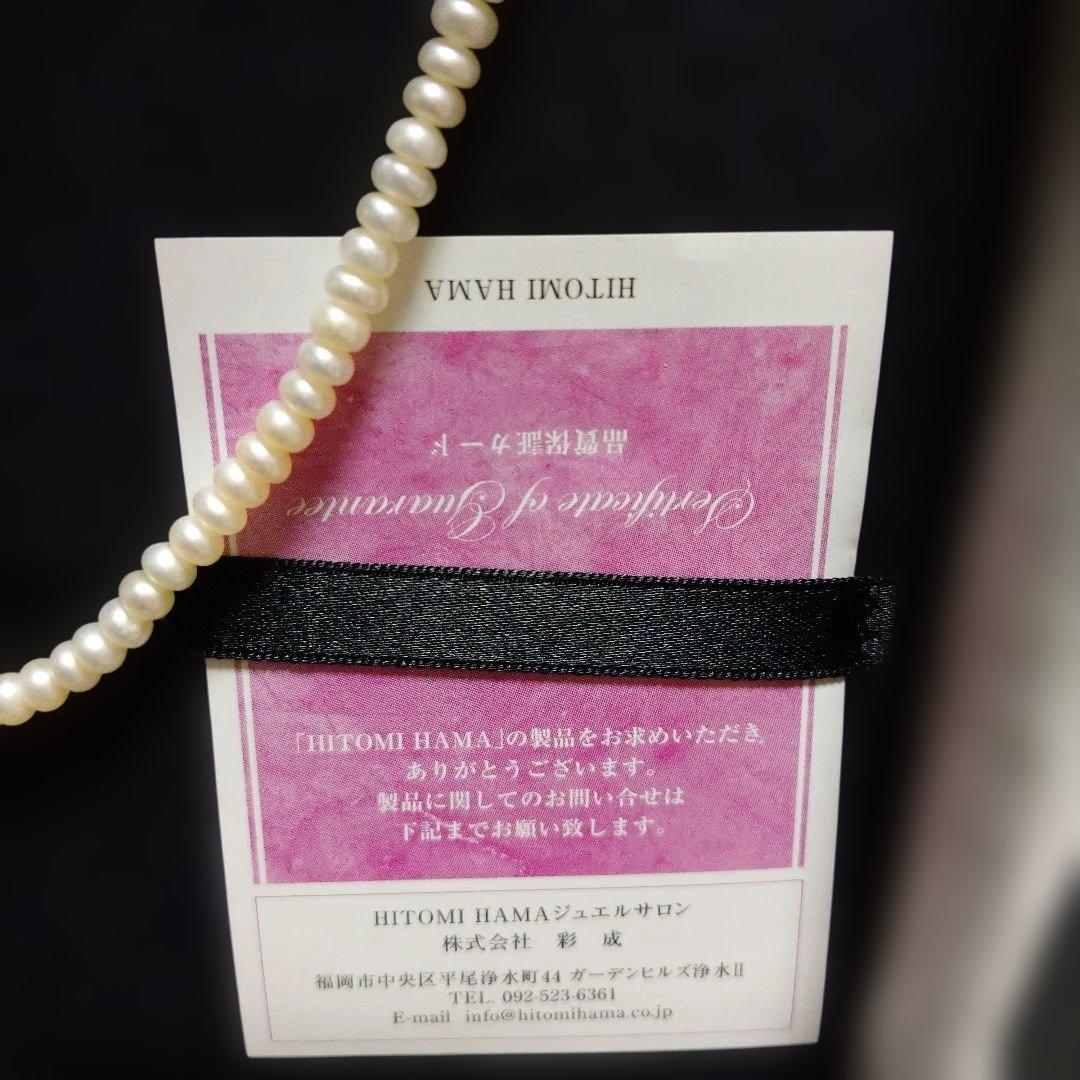 HITOMI HAMA
品質保証カード
Certificate of Guarantee
「HITOMI HAMA」の製品をお求めいただき
ありがとうございます。
製品に関してのお問い合せは
下記までお願い致します。
HITOMI HAMAジュエルサロン
株式会社 彩 成
福岡市中央区平尾浄水町44 ガーデンヒルズ浄水II
TEL. 092-523-6361
E-mail info@hitomihama.co.jp